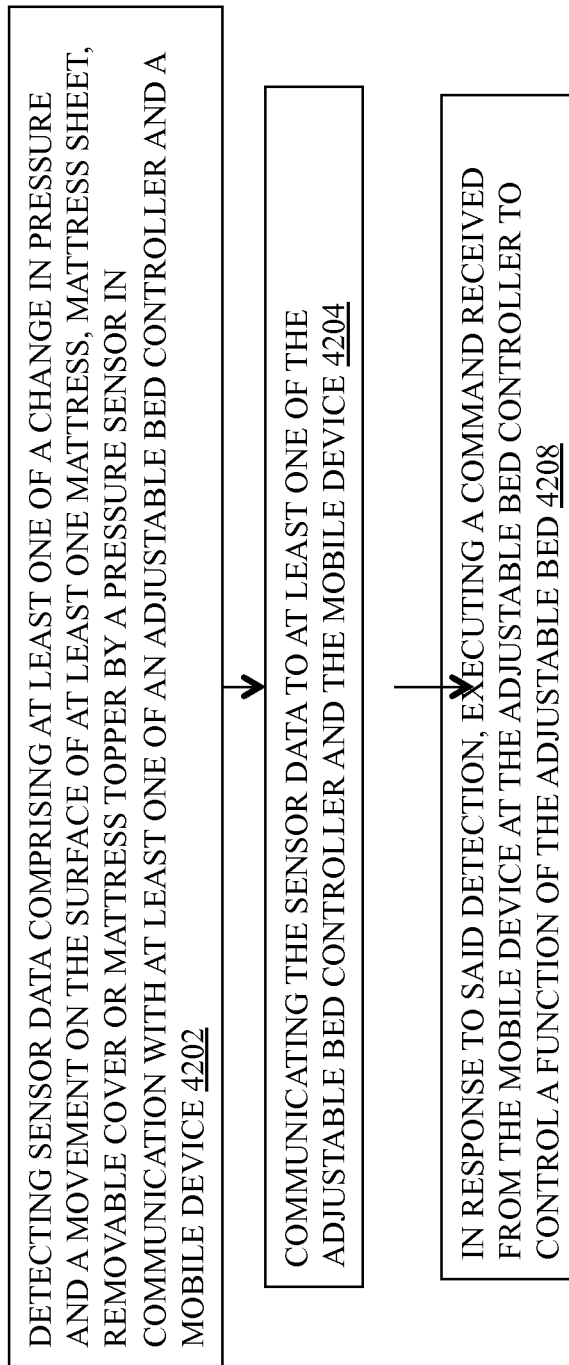 DETECTING SENSOR DATA COMPRISING AT LEAST ONE OF A CHANGE IN PRESSURE
AND A MOVEMENT ON THE SURFACE OF AT LEAST ONE MATTRESS, MATTRESS SHEET,
REMOVABLE COVER OR MATTRESS TOPPER BY A PRESSURE SENSOR IN
COMMUNICATION WITH AT LEAST ONE OF AN ADJUSTABLE BED CONTROLLER AND A
MOBILE DEVICE 4202
COMMUNICATING THE SENSOR DATA TO AT LEAST ONE OF THE
ADJUSTABLE BED CONTROLLER AND THE MOBILE DEVICE 4204
IN RESPONSE TO SAID DETECTION, EXECUTING A COMMAND RECEIVED
FROM THE MOBILE DEVICE AT THE ADJUSTABLE BED CONTROLLER TO
CONTROL A FUNCTION OF THE ADJUSTABLE BED 4208